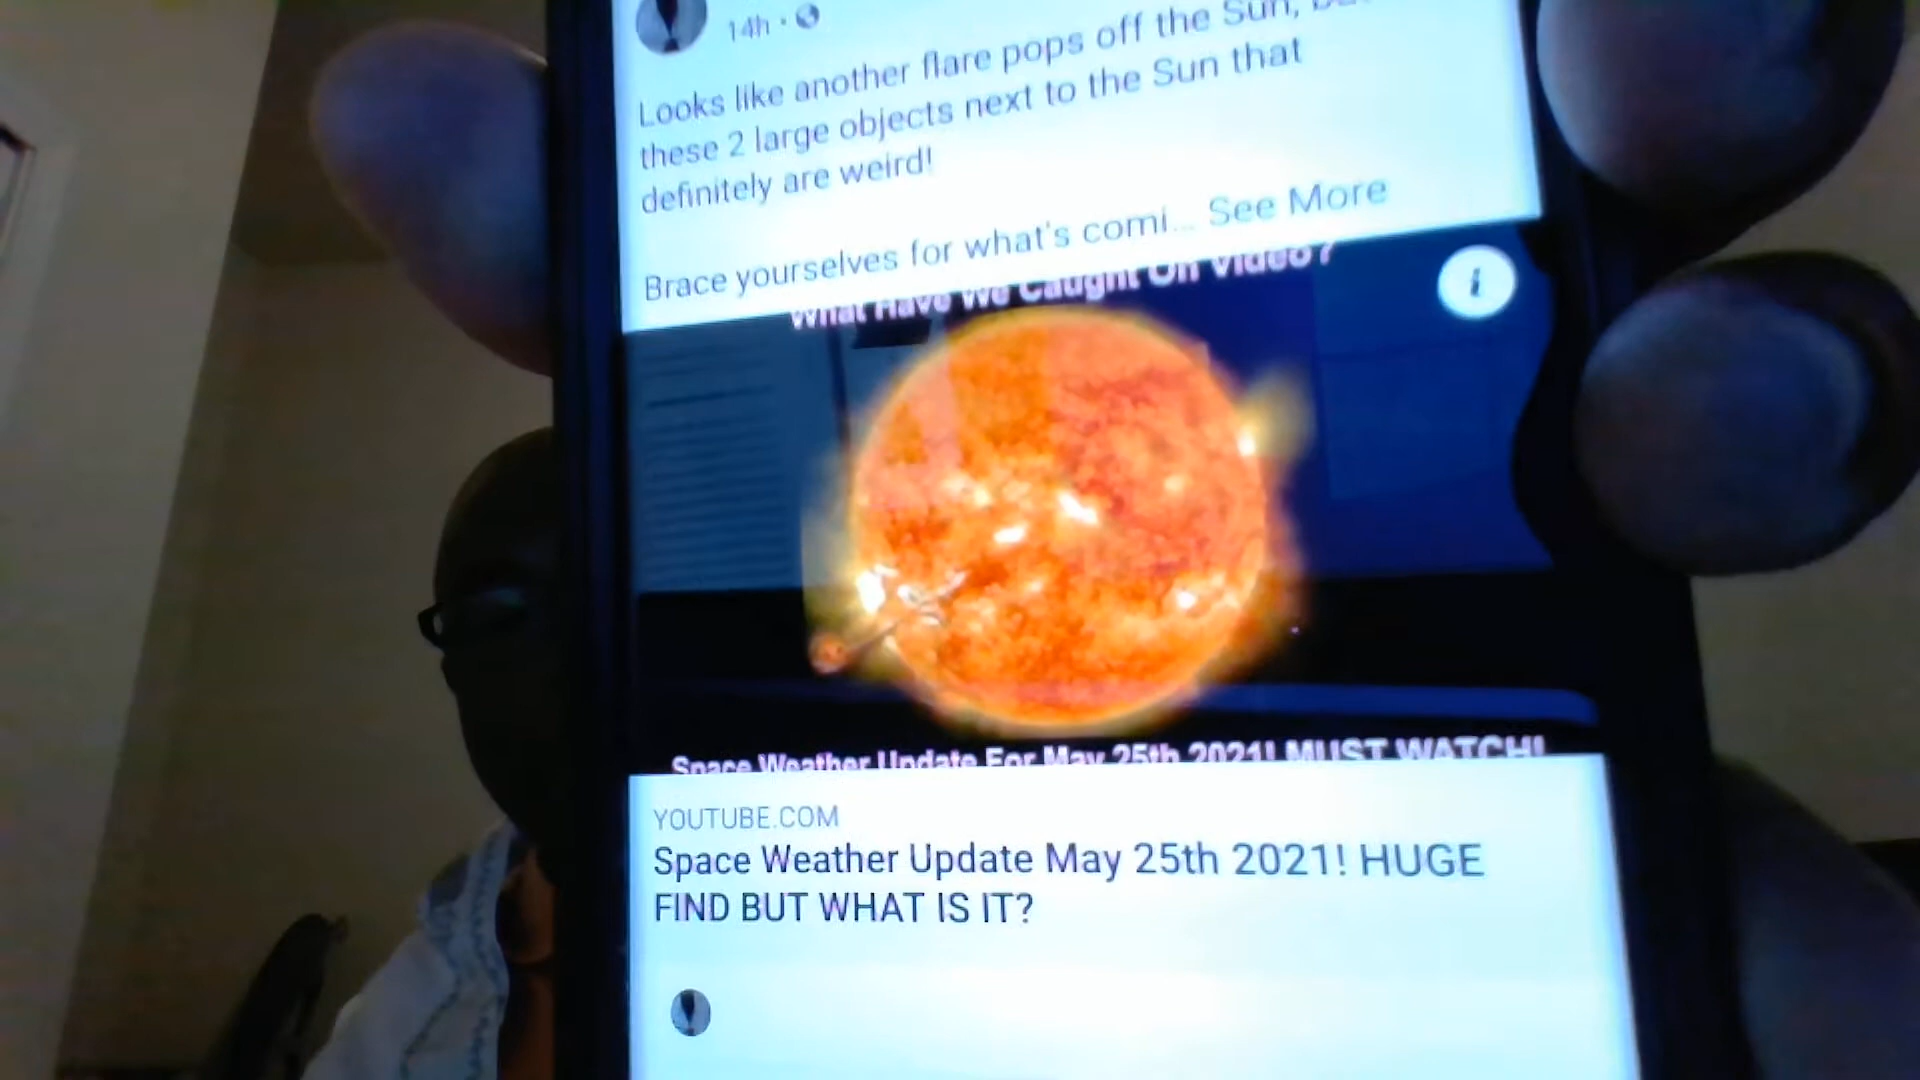 14h
Looks like another flare pops off the Sun,
these 2 large objects next to the Sun that
definitely are weird!
Brace yourselves for what's comi... See More
What Have We Caught On Video?
i
Space Weather Update For May 25th 2021! MUST WATCH!
YOUTUBE.COM
Space Weather Update May 25th 2021! HUGE
FIND BUT WHAT IS IT?